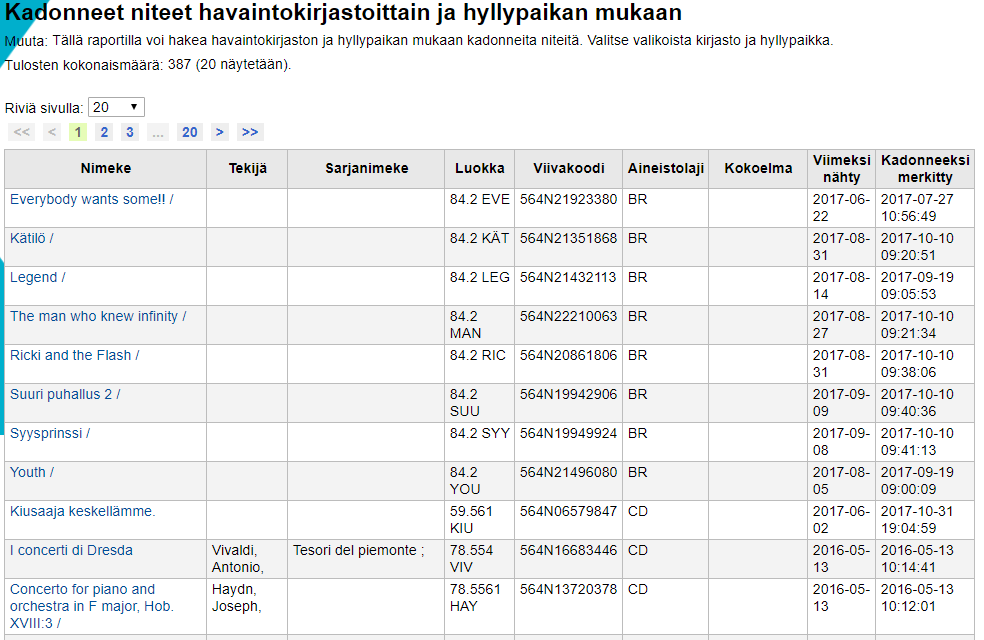 Kadonneet niteet havaintokirjastoittain ja hyllypaikan mukaan
Muuta: Tällä raportilla voi hakea havaintokirjaston ja hyllypaikan mukaan kadonneita niteitä. Valitse valikoista kirjasto ja hyllypaikka.
Tulosten kokonaismäärä: 387 (20 näytetään).
Riviä sivulla: 20
<< < 1 2 3 ... 20 > >>
Nimeke Tekijä Sarjanimeke Luokka Viivakoodi Aineistolaji Kokoelma Viimeksi nähty Kadonneeksi merkitty
Everybody wants some!! / 84.2 EVE 564N21923380 BR 2017-06-22 2017-07-27 10:56:49
Kätilö / 84.2 KÄT 564N21351868 BR 2017-08-31 2017-10-10 09:20:51
Legend / 84.2 LEG 564N21432113 BR 2017-08-14 2017-09-19 09:05:53
The man who knew infinity / 84.2 MAN 564N22210063 BR 2017-08-27 2017-10-10 09:21:34
Ricki and the Flash / 84.2 RIC 564N20861806 BR 2017-08-31 2017-10-10 09:38:06
Suuri puhallus 2 / 84.2 SUU 564N19942906 BR 2017-09-09 2017-10-10 09:40:36
Syysprinssi / 84.2 SYY 564N19949924 BR 2017-09-08 2017-10-10 09:41:13
Youth / 84.2 YOU 564N21496080 BR 2017-08-05 2017-09-19 09:00:09
Kiusaaja keskellämme. 59.561 KIU 564N06579847 CD 2017-06-02 2017-10-31 19:04:59
I concerti di Dresda Vivaldi, Antonio, Tesori del piemonte ; 78.554 VIV 564N16683446 CD 2016-05-13 2016-05-13 10:14:41
Concerto for piano and orchestra in F major, Hob. XVIII:3 / Haydn, Joseph, 78.5561 HAY 564N13720378 CD 2016-05-13 2016-05-13 10:12:01